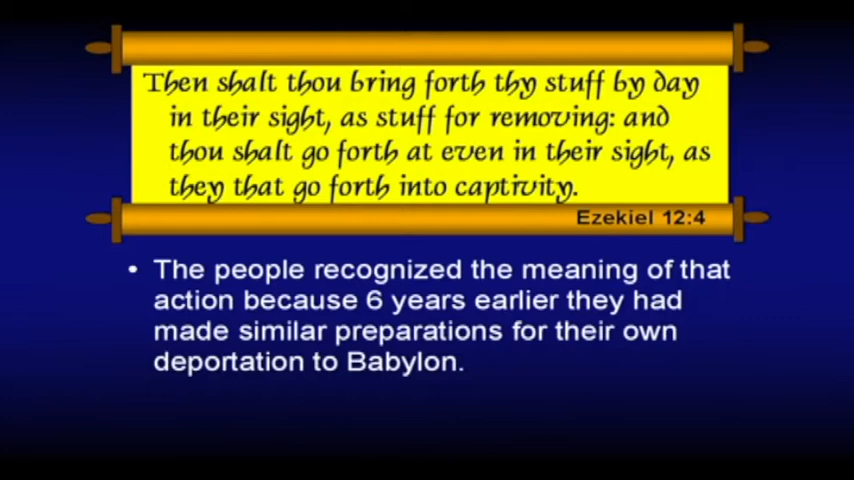 Then shalt thou bring forth thy stuff by day
in their sight, as stuff for removing: and
thou shalt go forth at even in their sight, as
they that go forth into captivity.
Ezekiel 12:4
• The people recognized the meaning of that
action because 6 years earlier they had
made similar preparations for their own
deportation to Babylon.